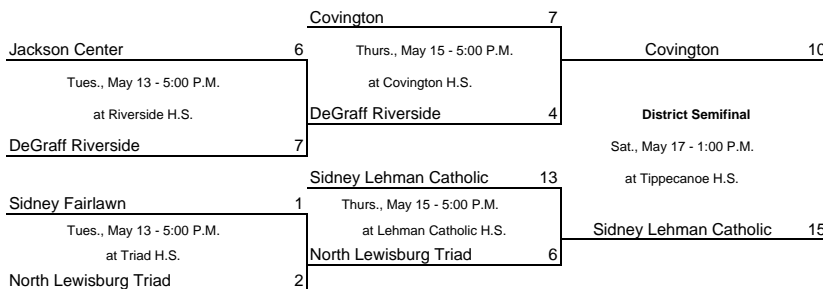 Covington 7
Jackson Center 6
Thurs., May 15 - 5:00 P.M.
Covington 10
Tues., May 13 - 5:00 P.M.
at Covington H.S.
at Riverside H.S.
DeGraff Riverside 4
District Semifinal
DeGraff Riverside 7
Sat., May 17 - 1:00 P.M.
Sidney Lehman Catholic 13
at Tippecanoe H.S.
Sidney Fairlawn 1
Thurs., May 15 - 5:00 P.M.
Tues., May 13 - 5:00 P.M.
at Lehman Catholic H.S.
Sidney Lehman Catholic 15
at Triad H.S.
North Lewisburg Triad 6
North Lewisburg Triad 2